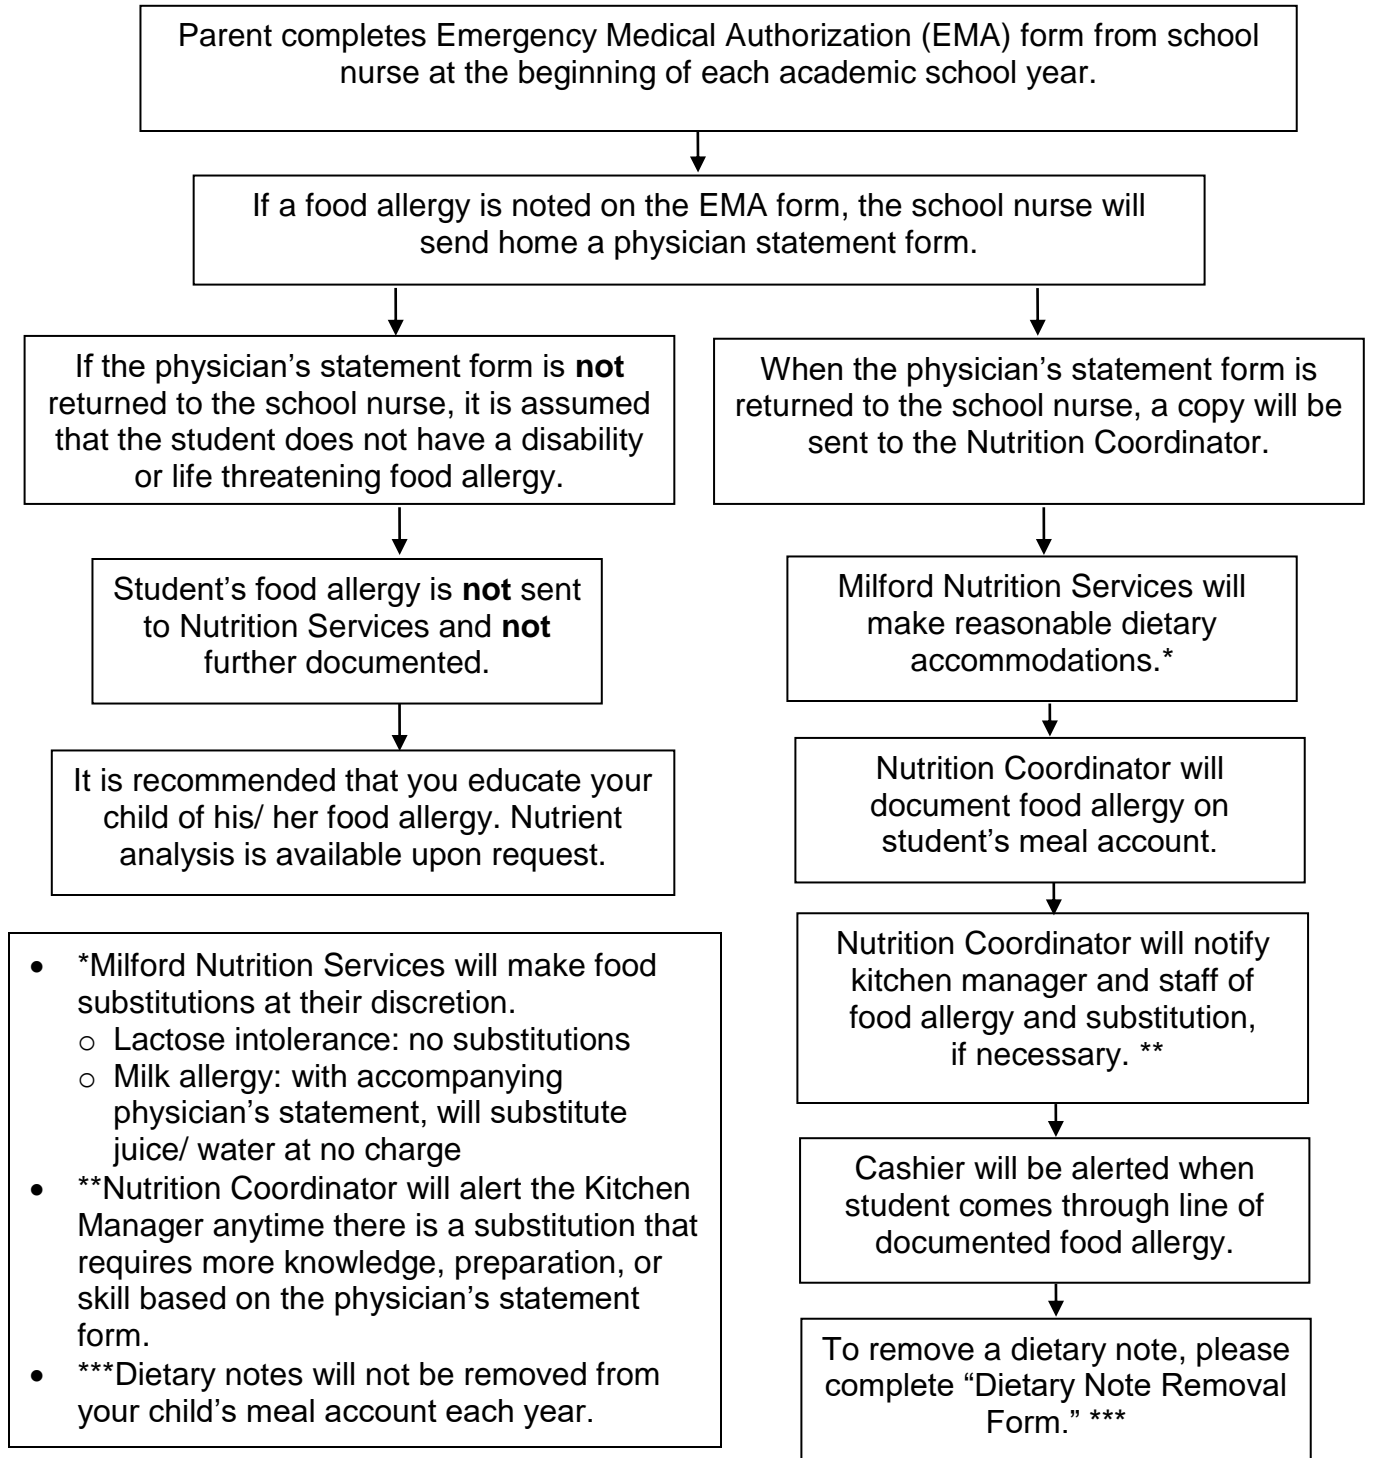 Parent completes Emergency Medical Authorization (EMA) form from school
nurse at the beginning of each academic school year.
If a food allergy is noted on the EMA form, the school nurse will
send home a physician statement form.
If the physician’s statement form is not
returned to the school nurse, it is assumed
that the student does not have a disability
or life threatening food allergy.
Student’s food allergy is not sent
to Nutrition Services and not
further documented.
It is recommended that you educate your
child of his/ her food allergy. Nutrient
analysis is available upon request.
When the physician’s statement form is
returned to the school nurse, a copy will be
sent to the Nutrition Coordinator.
Milford Nutrition Services will
make reasonable dietary
accommodations.*
Nutrition Coordinator will
document food allergy on
student’s meal account.
Nutrition Coordinator will notify
kitchen manager and staff of
food allergy and substitution,
if necessary. **
Cashier will be alerted when
student comes through line of
documented food allergy.
To remove a dietary note, please
complete “Dietary Note Removal
Form.” ***
• *Milford Nutrition Services will make food
substitutions at their discretion.
o Lactose intolerance: no substitutions
o Milk allergy: with accompanying
physician’s statement, will substitute
juice/ water at no charge
• **Nutrition Coordinator will alert the Kitchen
Manager anytime there is a substitution that
requires more knowledge, preparation, or
skill based on the physician’s statement
form.
• ***Dietary notes will not be removed from
your child’s meal account each year.